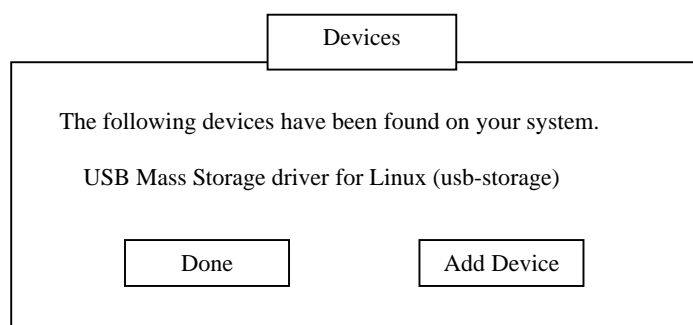 Devices
The following devices have been found on your system.
USB Mass Storage driver for Linux (usb-storage)
Done
Add Device